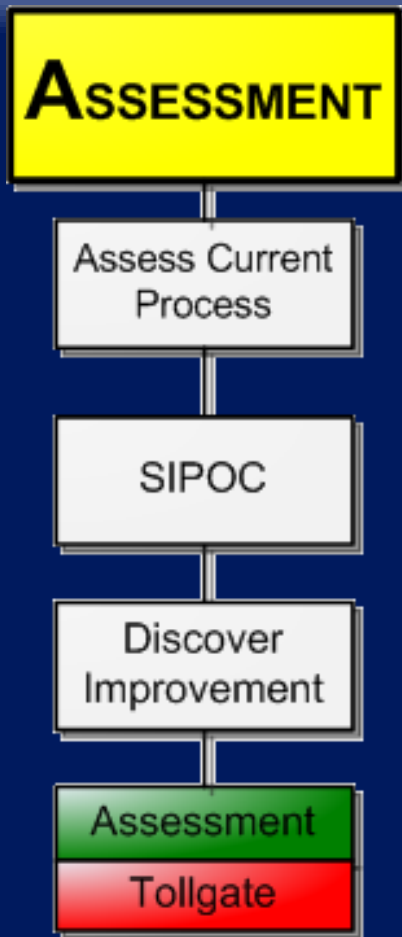 ASSESSMENT
Assess Current
Process
SIPOC
Discover
Improvement
Assessment
Tollgate